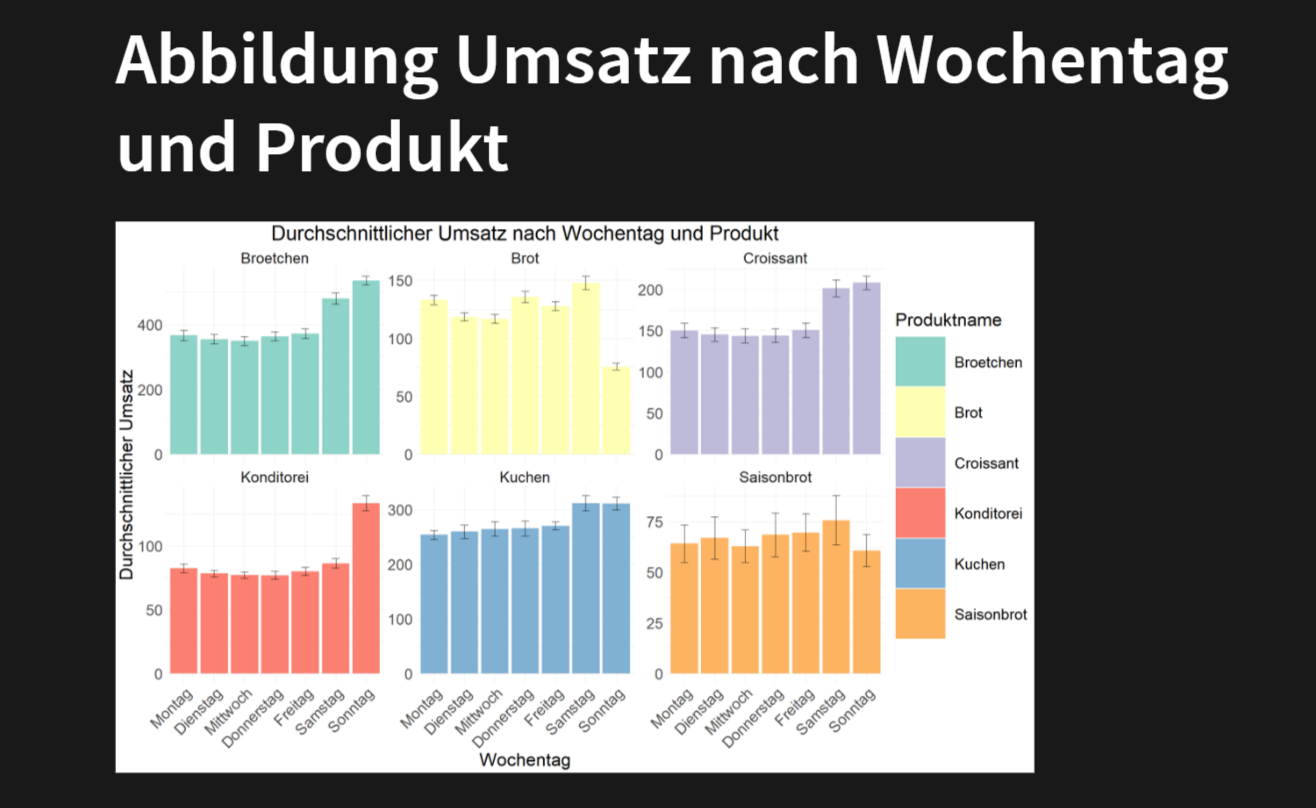 Abbildung Umsatz nach Wochentag
und Produkt
Durchschnittlicher Umsatz nach Wochentag und Produkt
Broetchen
Brot
Croissant
400
200
0
150
100
50
0
200
150
100
50
0
Durchschnittlicher Umsatz
Konditorei
Kuchen
Saisonbrot
100
50
0
300
200
100
0
75
50
25
0
Montag
Dienstag
Mittwoch
Donnerstag
Freitag
Samstag
Sonntag
Montag
Dienstag
Mittwoch
Donnerstag
Freitag
Samstag
Sonntag
Montag
Dienstag
Mittwoch
Donnerstag
Freitag
Samstag
Sonntag
Wochentag
Produktname
Broetchen
Brot
Croissant
Konditorei
Kuchen
Saisonbrot